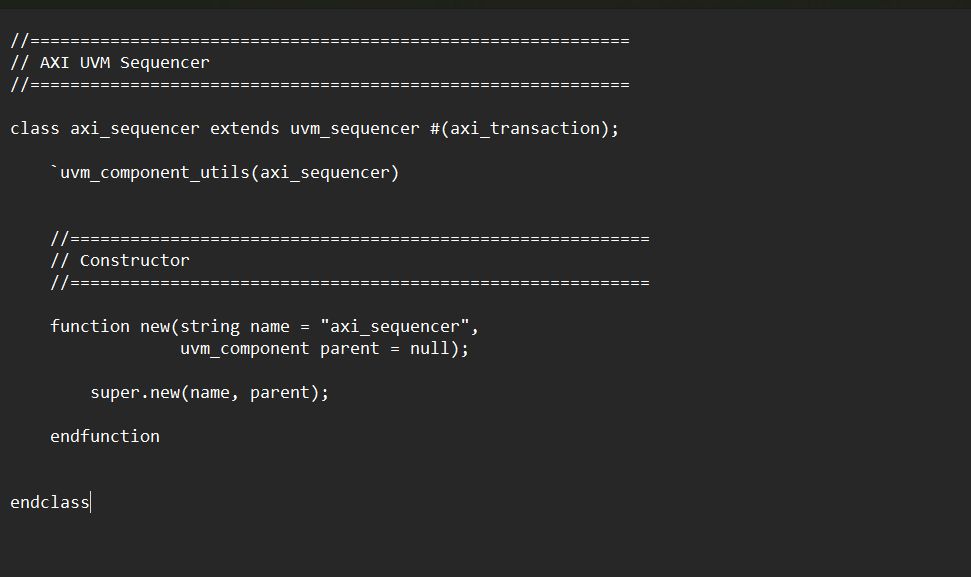 //============================================================
// AXI UVM Sequencer
//============================================================
class axi_sequencer extends uvm_sequencer #(axi_transaction);
`uvm_component_utils(axi_sequencer)
//==========================================================
// Constructor
//==========================================================
function new(string name = "axi_sequencer",
uvm_component parent = null);
super.new(name, parent);
endfunction
endclass